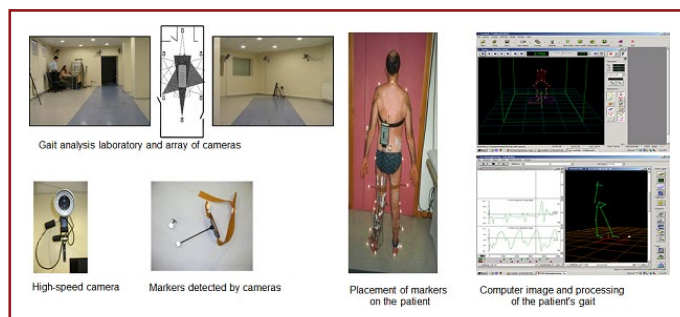 Gait analysis laboratory and array of cameras
High-speed camera
Markers detected by cameras
Placement of markers
on the patient
Computer image and processing
of the patient's gait